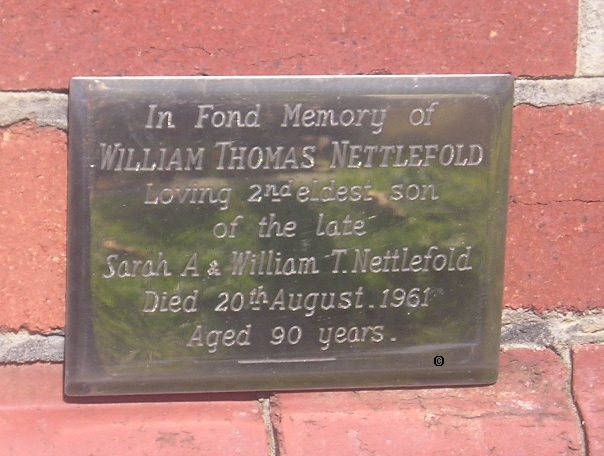 In Fond Memory of
WILLIAM THOMAS NETTLEFOLD
Loving 2nd eldest son
of the late
Sarah A & William T. Nettlefold
Died 20th August. 1961
Aged 90 years.
©